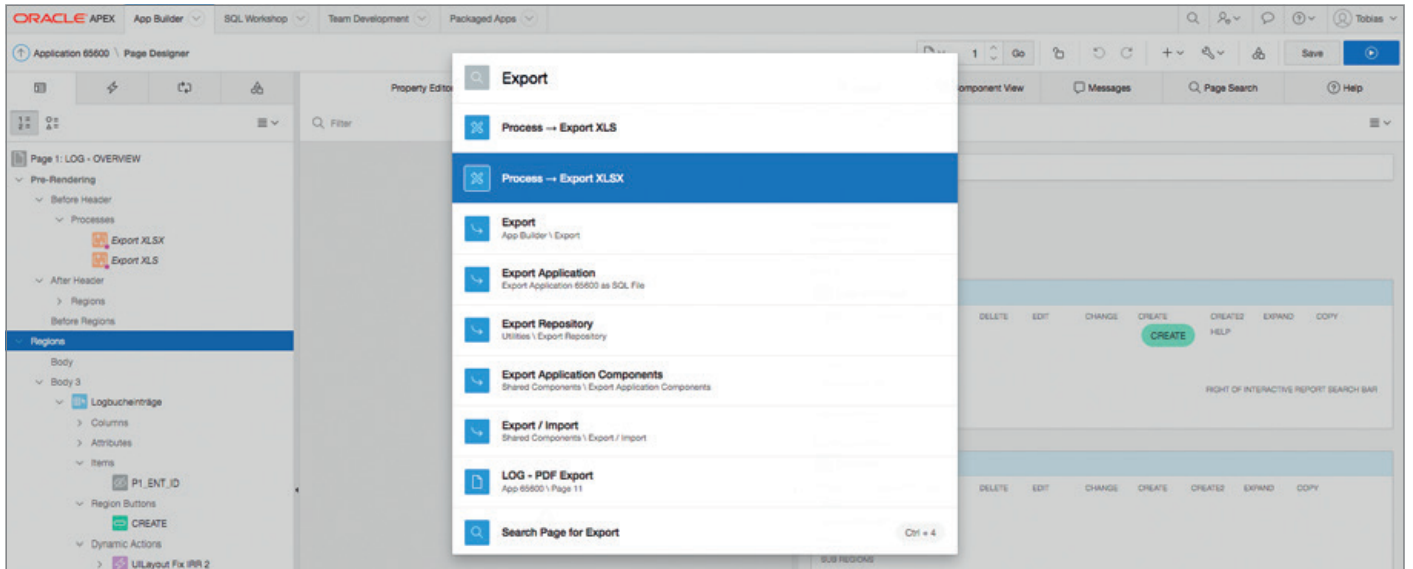 ORACLE APEX App Builder SQL Workshop Team Development Packaged Apps Tobias
Application 65600 \ Page Designer 1 Go Save
Property Edito omponent View Messages Page Search Help
Filter
Page 1: LOG - OVERVIEW
Pre-Rendering
Before Header
Processes
Export XLSX
Export XLS
After Header
Regions
Before Regions
Regions
Body
Body 3
Logbucheinträge
Columns
Attributes
Items
P1_ENT_ID
Region Buttons
CREATE
Dynamic Actions
UILayout Fix IRR 2
Export
Process → Export XLS
Process → Export XLSX
Export
App Builder \ Export
Export Application
Export Application 65600 as SQL File
Export Repository
Utilities \ Export Repository
Export Application Components
Shared Components \ Export Application Components
Export / Import
Shared Components \ Export / Import
LOG - PDF Export
App 65600 \ Page 11
Search Page for Export Ctrl + 4
DELETE EDIT CHANGE CREATE CREATE2 EXPAND COPY
CREATE HELP
RIGHT OF INTERACTIVE REPORT SEARCH BAR
DELETE EDIT CHANGE CREATE CREATE2 EXPAND COPY
SUB REGIONS